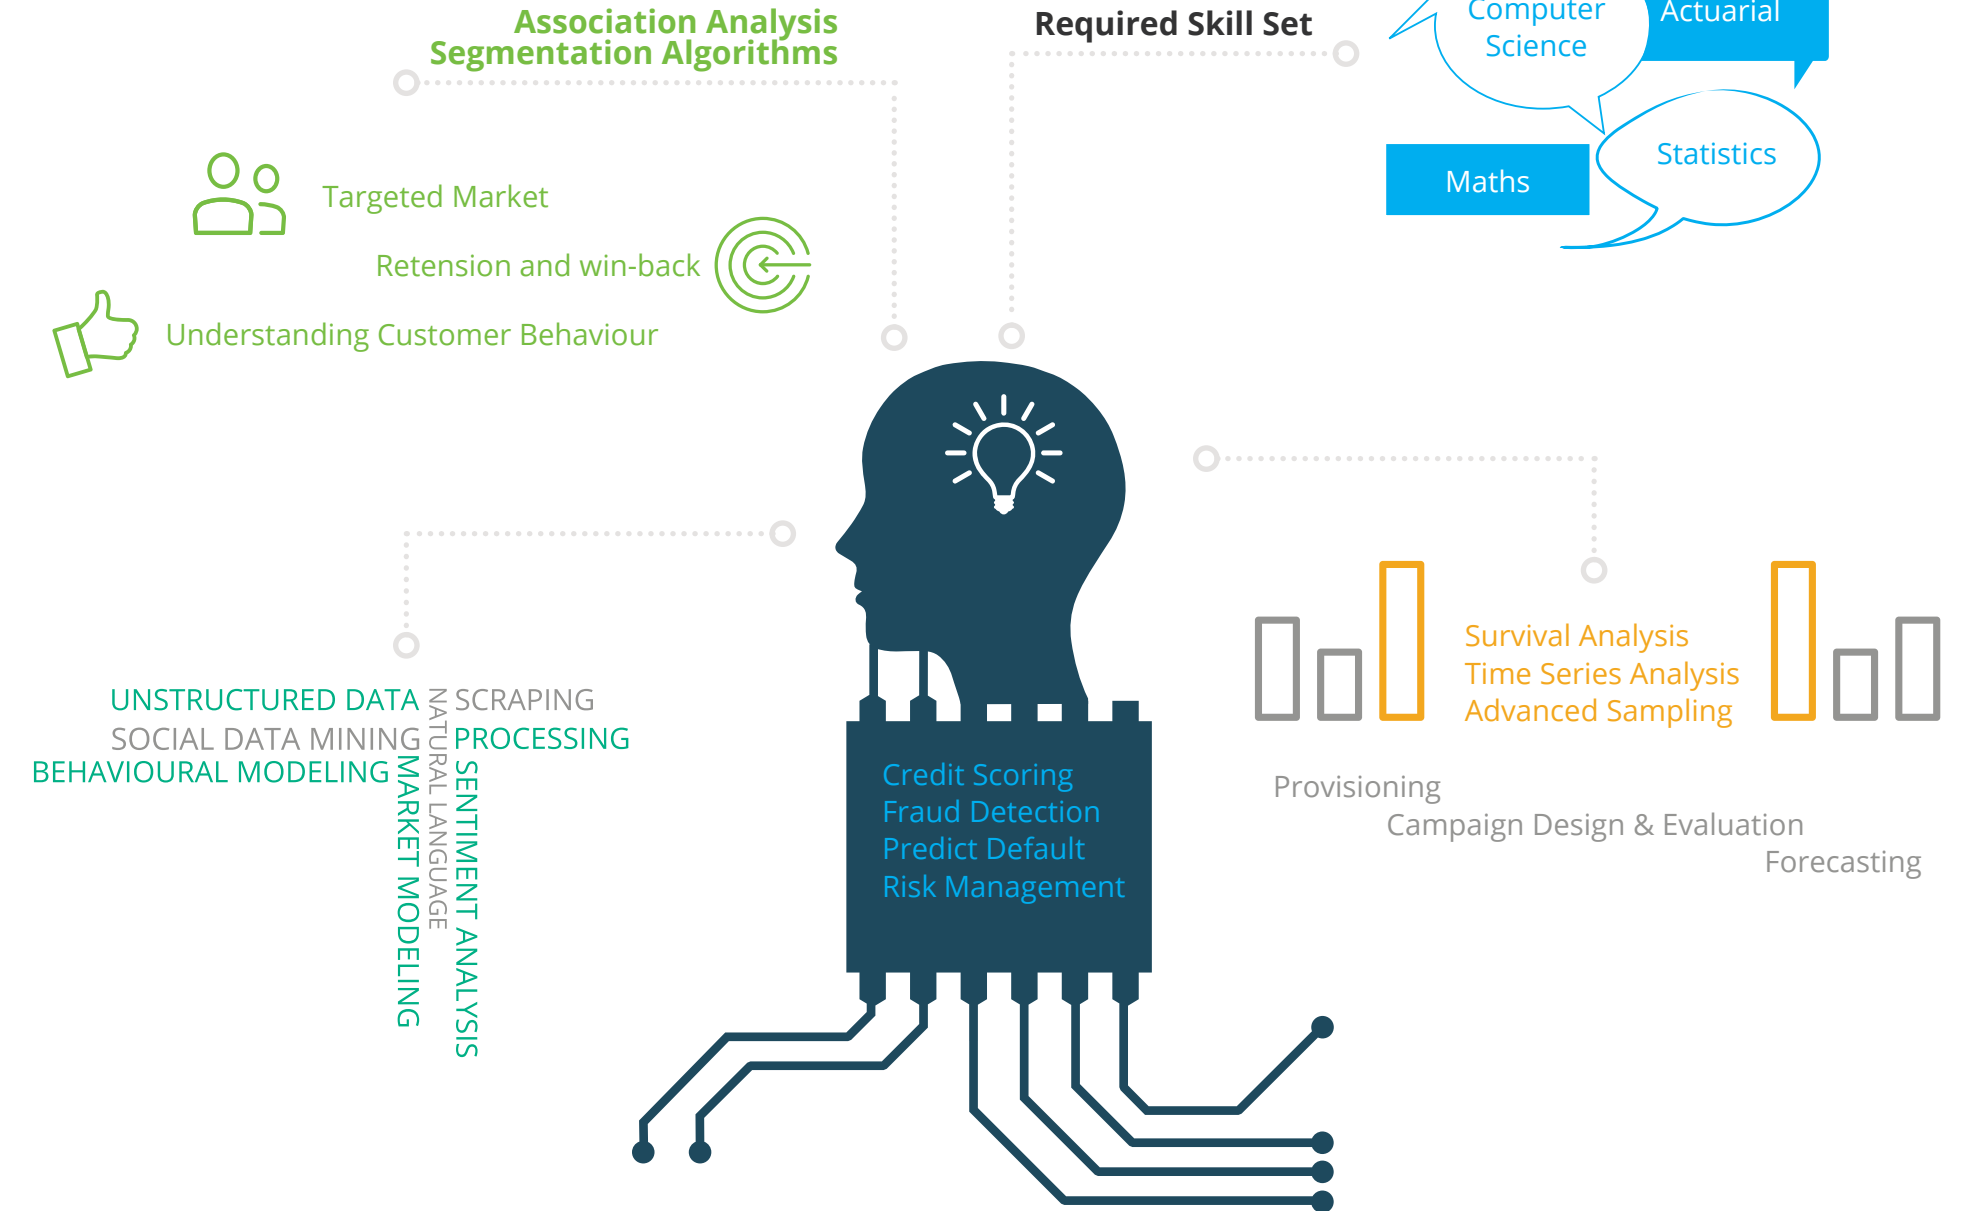 Association Analysis
Segmentation Algorithms
Targeted Market
Retension and win-back
Understanding Customer Behaviour
Required Skill Set
Computer
Science
Actuarial
Statistics
Maths
UNSTRUCTURED DATA
SOCIAL DATA MINING
BEHAVIOURAL MODELING
MARKET MODELING
NATURAL LANGUAGE
SCRAPING
PROCESSING
SENTIMENT ANALYSIS
Credit Scoring
Fraud Detection
Predict Default
Risk Management
Survival Analysis
Time Series Analysis
Advanced Sampling
Provisioning
Campaign Design & Evaluation
Forecasting